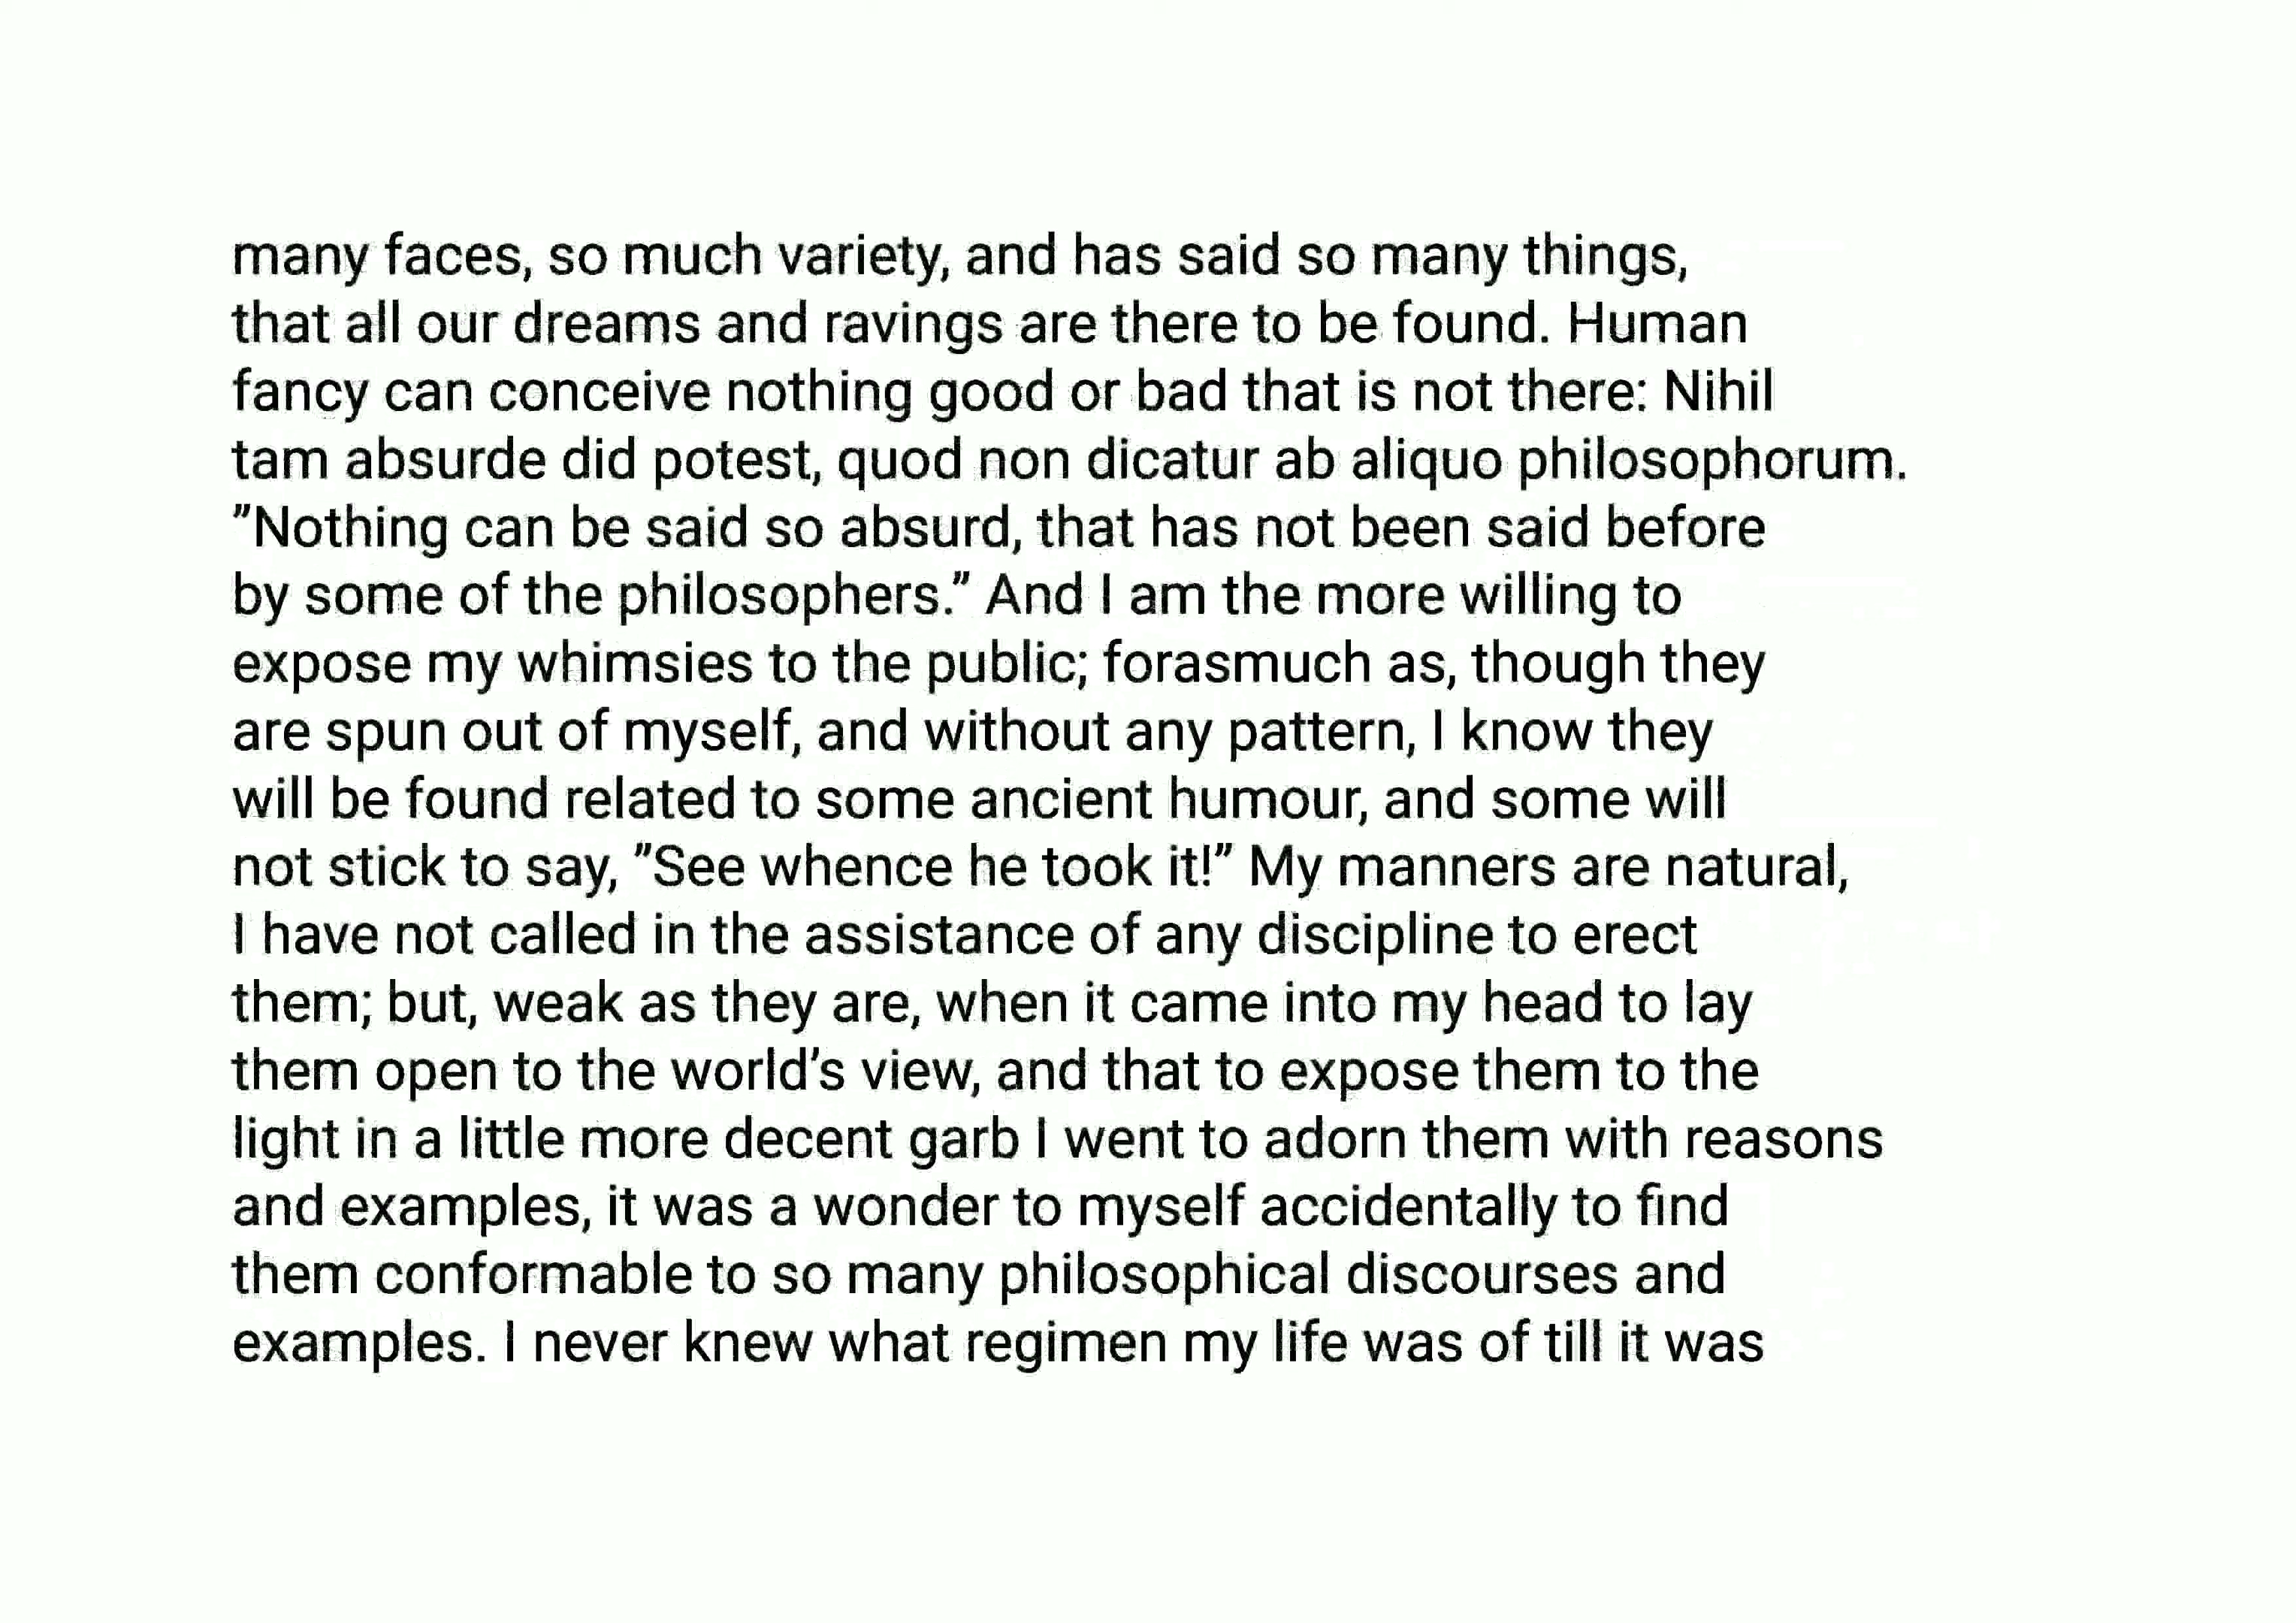 many faces, so much variety, and has said so many things,
that all our dreams and ravings are there to be found. Human
fancy can conceive nothing good or bad that is not there: Nihil
tam absurde did potest, quod non dicatur ab aliquo philosophorum.
”Nothing can be said so absurd, that has not been said before
by some of the philosophers.” And I am the more willing to
expose my whimsies to the public; forasmuch as, though they
are spun out of myself, and without any pattern, I know they
will be found related to some ancient humour, and some will
not stick to say, ”See whence he took it!” My manners are natural,
I have not called in the assistance of any discipline to erect
them; but, weak as they are, when it came into my head to lay
them open to the world’s view, and that to expose them to the
light in a little more decent garb I went to adorn them with reasons
and examples, it was a wonder to myself accidentally to find
them conformable to so many philosophical discourses and
examples. I never knew what regimen my life was of till it was